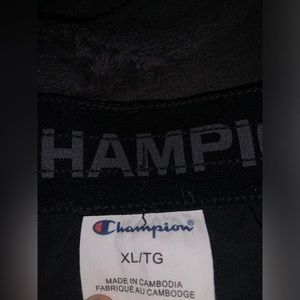 HAMPI
Champion
XL/TG
MADE IN CAMBODIA
FABRIQUÉ AU CAMBODGE